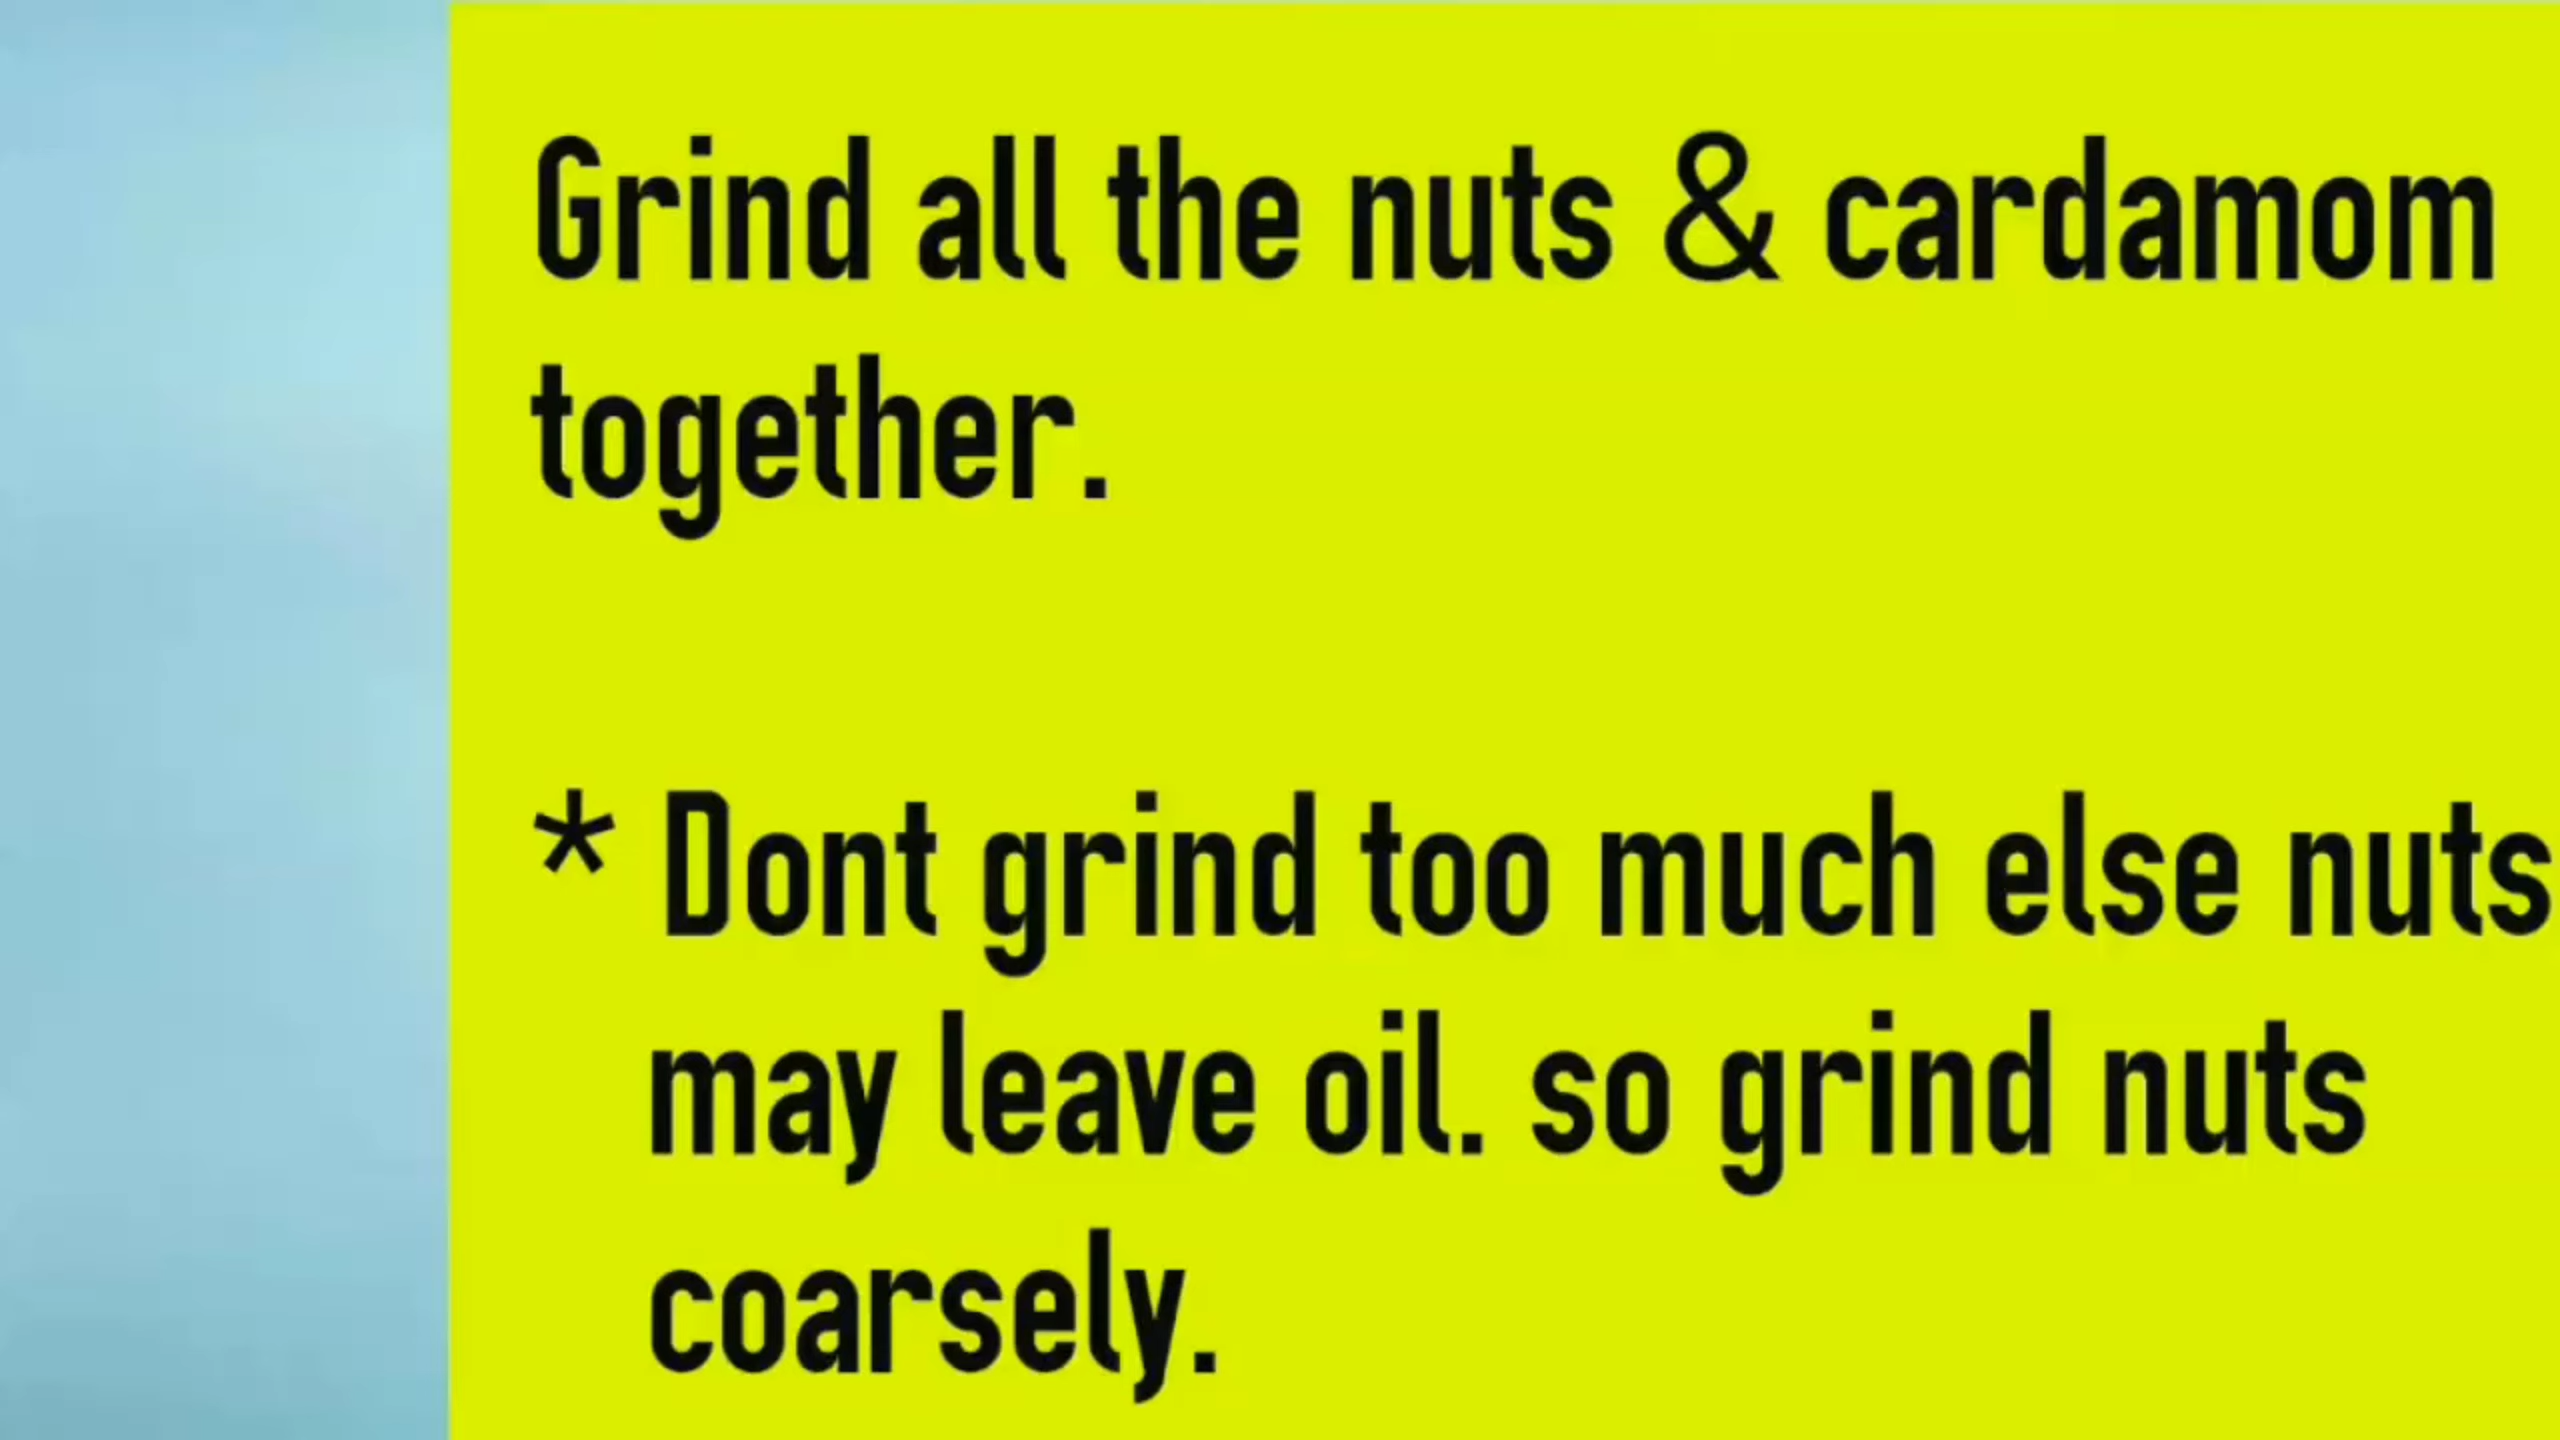 Grind all the nuts & cardamom
together.
* Dont grind too much else nuts
may leave oil. so grind nuts
coarsely.